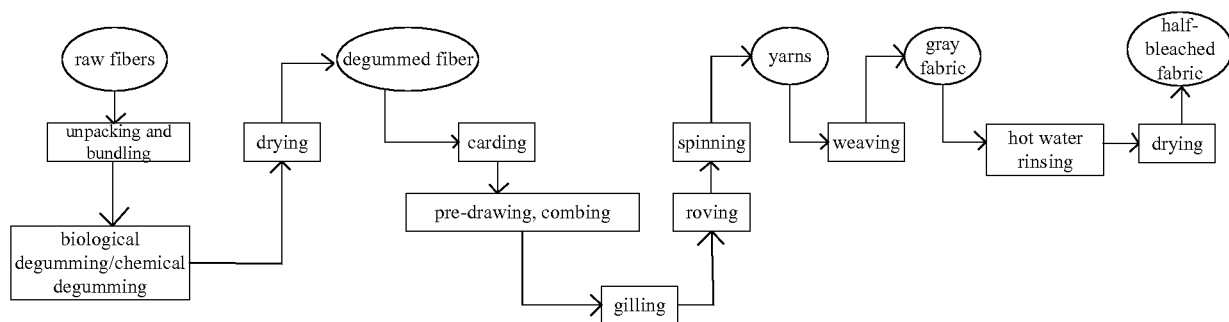 raw fibers
unpacking and
bundling
biological
degumming/chemical
degumming
drying
degummed fiber
carding
pre-drawing, combing
gilling
roving
spinning
yarns
weaving
gray
fabric
hot water
rinsing
drying
half-
bleached
fabric